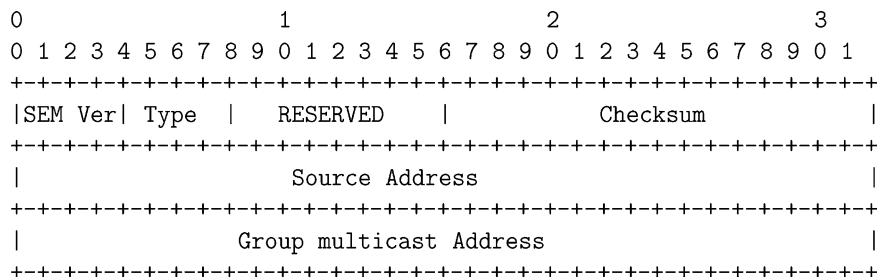 0                   1                   2                   3
0 1 2 3 4 5 6 7 8 9 0 1 2 3 4 5 6 7 8 9 0 1 2 3 4 5 6 7 8 9 0 1
+-+-+-+-+-+-+-+-+-+-+-+-+-+-+-+-+-+-+-+-+-+-+-+-+-+-+-+-+-+-+-+-+
|SEM Ver| Type  |   RESERVED    |           Checksum            |
+-+-+-+-+-+-+-+-+-+-+-+-+-+-+-+-+-+-+-+-+-+-+-+-+-+-+-+-+-+-+-+-+
|                    Source Address                             |
+-+-+-+-+-+-+-+-+-+-+-+-+-+-+-+-+-+-+-+-+-+-+-+-+-+-+-+-+-+-+-+-+
|                Group multicast Address                        |
+-+-+-+-+-+-+-+-+-+-+-+-+-+-+-+-+-+-+-+-+-+-+-+-+-+-+-+-+-+-+-+-+